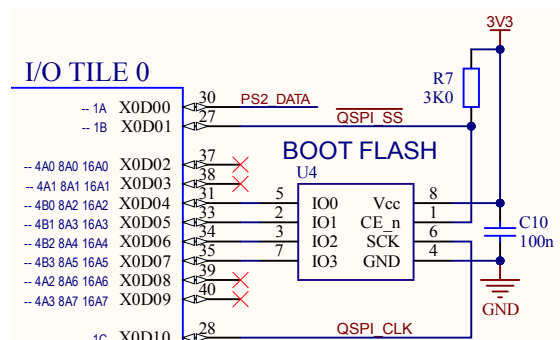 3V3
I/O TILE 0
R7
3K0
-- 1A X0D00 30 PS2_DATA
-- 1B X0D01 27 QSPI_SS
BOOT FLASH
U4
-- 4A0 8A0 16A0 X0D02 37
-- 4A1 8A1 16A1 X0D03 38
-- 4B0 8A2 16A2 X0D04 31 5 IO0 Vcc 8
-- 4B1 8A3 16A3 X0D05 33 2 IO1 CE_n 1
-- 4B2 8A4 16A4 X0D06 34 3 IO2 SCK 6
-- 4B3 8A5 16A5 X0D07 35 7 IO3 GND 4
C10
100n
-- 4A2 8A6 16A6 X0D08 39
-- 4A3 8A7 16A7 X0D09 40
GND
1C X0D10 28 QSPI_CLK